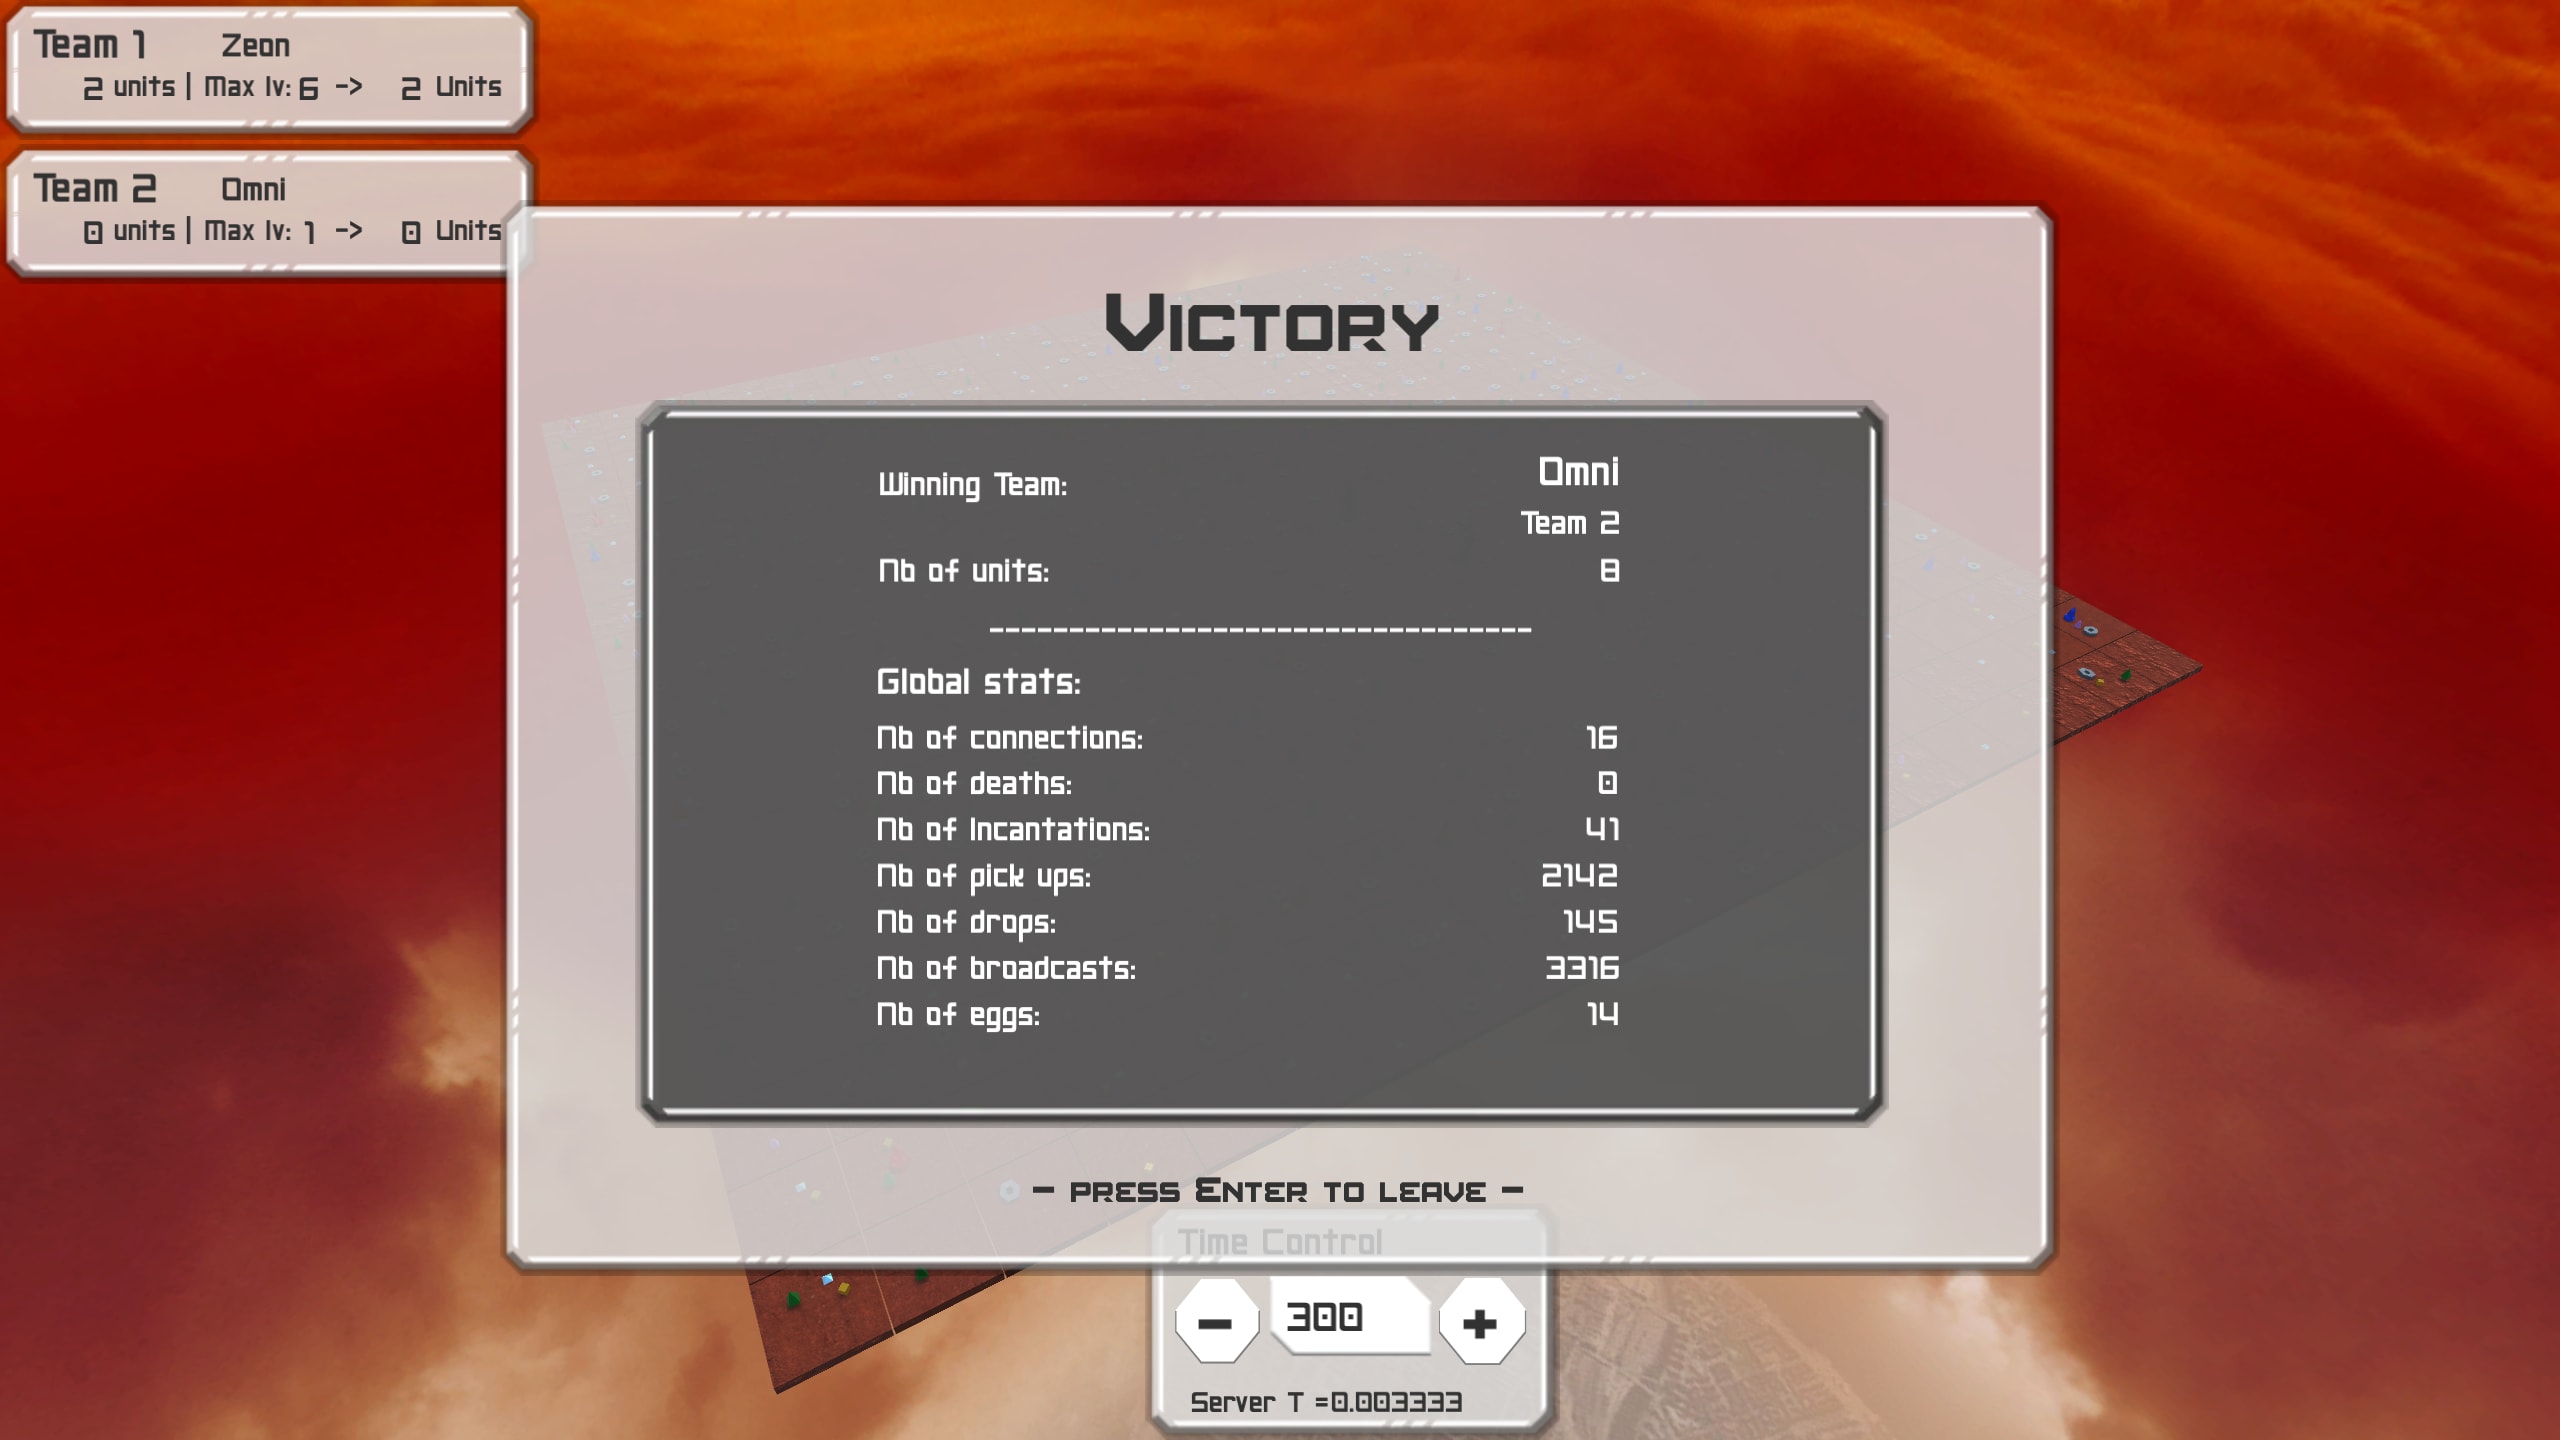 Team 1 Zeon
2 units | Max lv: 6 -> 2 Units
Team 2 Omni
0 units | Max lv: 1 -> 0 Units
Victory
Winning Team: Omni
Team 2
Nb of units: 8
----------------------------------
Global stats:
Nb of connections: 16
Nb of deaths: 0
Nb of Incantations: 41
Nb of pick ups: 2142
Nb of drops: 145
Nb of broadcasts: 3316
Nb of eggs: 14
- press Enter to leave -
Time Control
- 300 +
Server T =0.003333